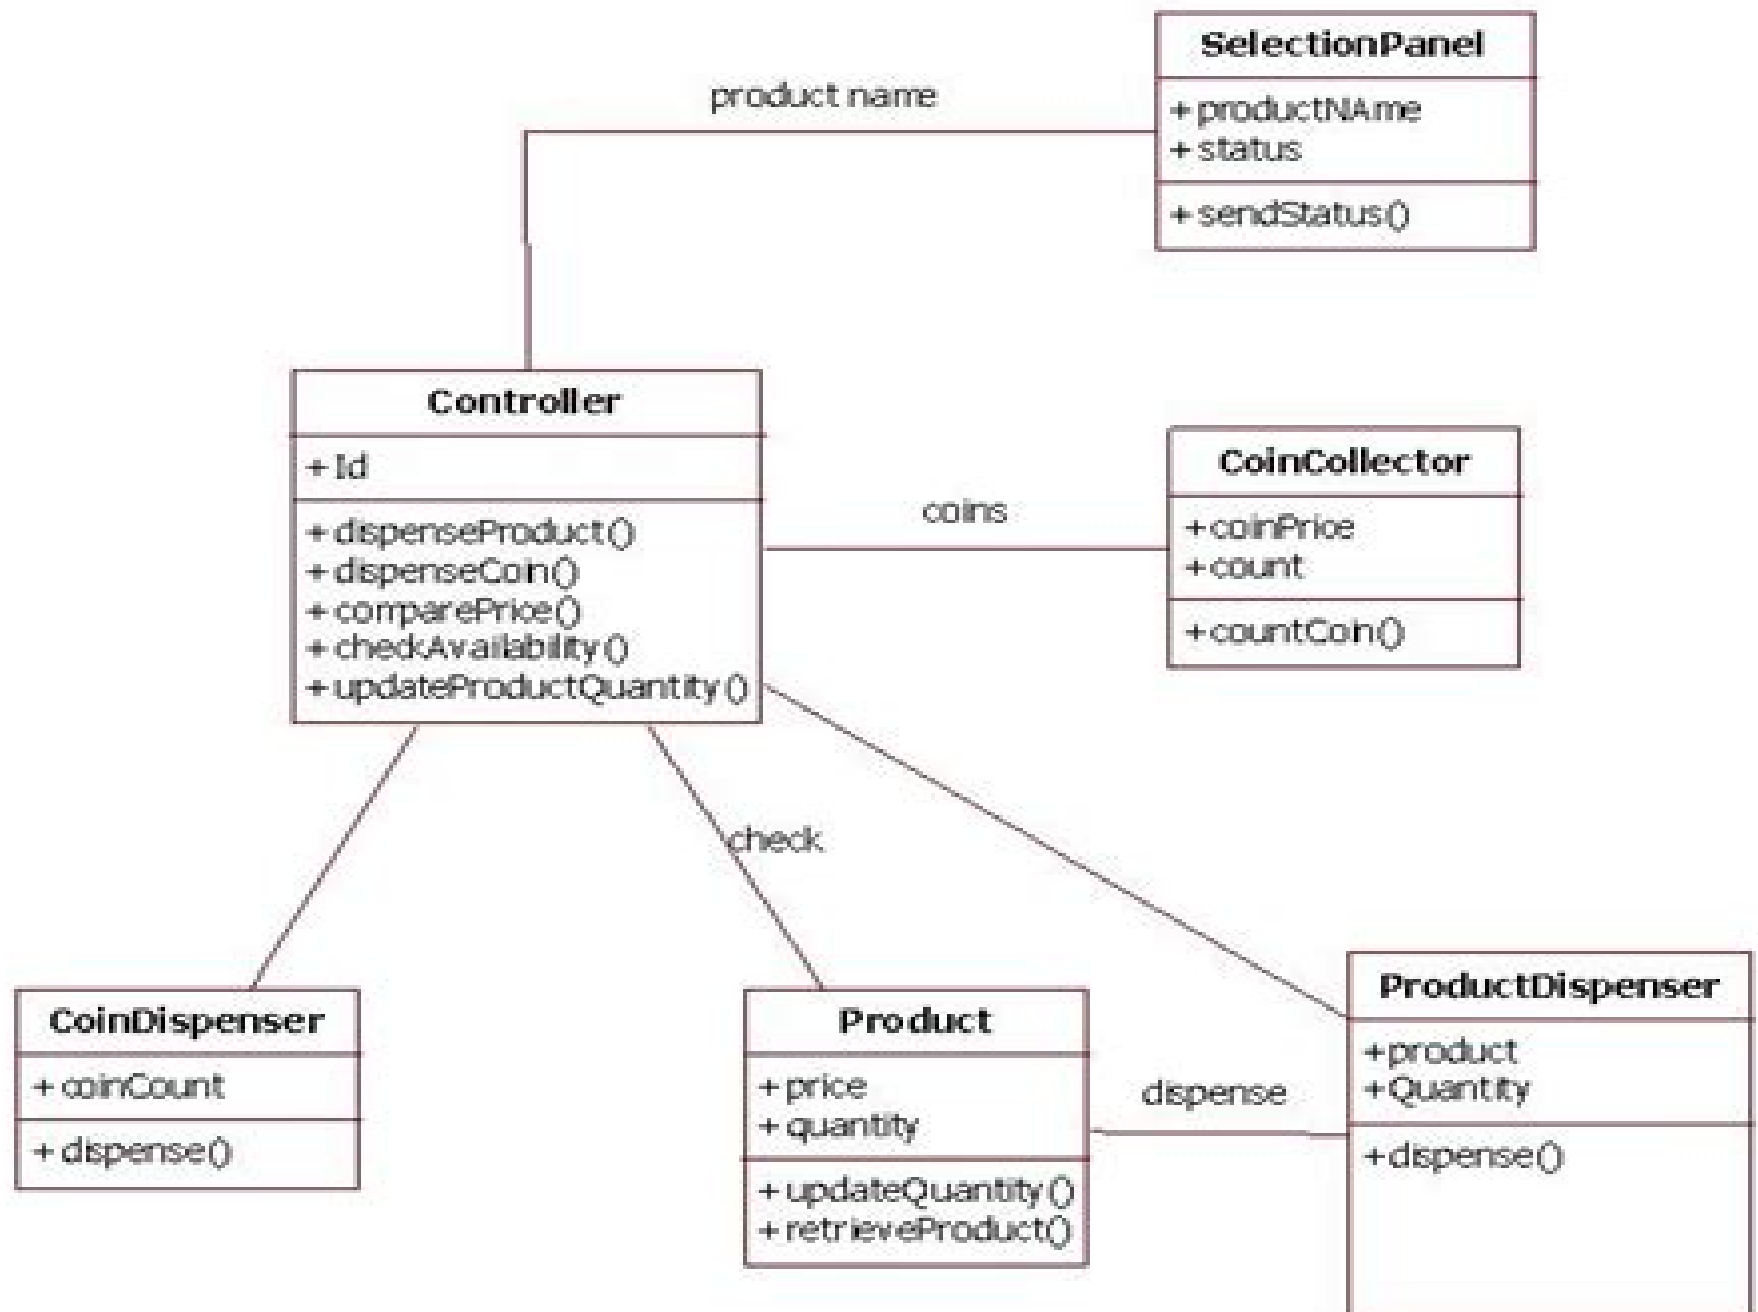 SelectionPanel
+ productNAme
+ status
+ sendStatus()
product name
Controller
+ Id
+ dispenseProduct()
+ dispenseCoin()
+ comparePrice()
+ checkAvailability()
+ updateProductQuantity()
coins
CoinCollector
+coinPrice
+count
+countCoin()
check
CoinDispenser
+ coinCount
+ dispense()
Product
+ price
+ quantity
+ updateQuantity()
+ retrieveProduct()
dispense
ProductDispenser
+product
+Quantity
+dispense()